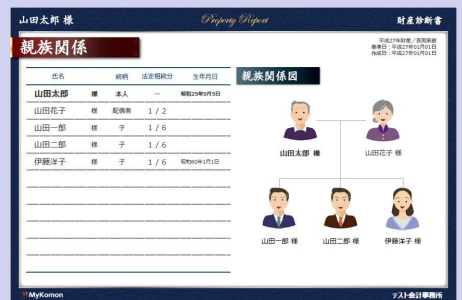 山田太郎 様
Property Report
財産診断書
親族関係
平成27年財産/長男承継
基準日:平成27年01月01日
作成日:平成27年01月01日
氏名 続柄 法定相続分 生年月日
山田太郎 様 本人 － 昭和25年5月5日
山田花子 様 配偶者 1 / 2
山田一郎 様 子 1 / 6
山田二郎 様 子 1 / 6
伊藤洋子 様 子 1 / 6 昭和60年1月1日
親族関係図
山田太郎 様 山田花子 様
山田一郎 様 山田二郎 様 伊藤洋子 様
MyKomon
テスト会計事務所